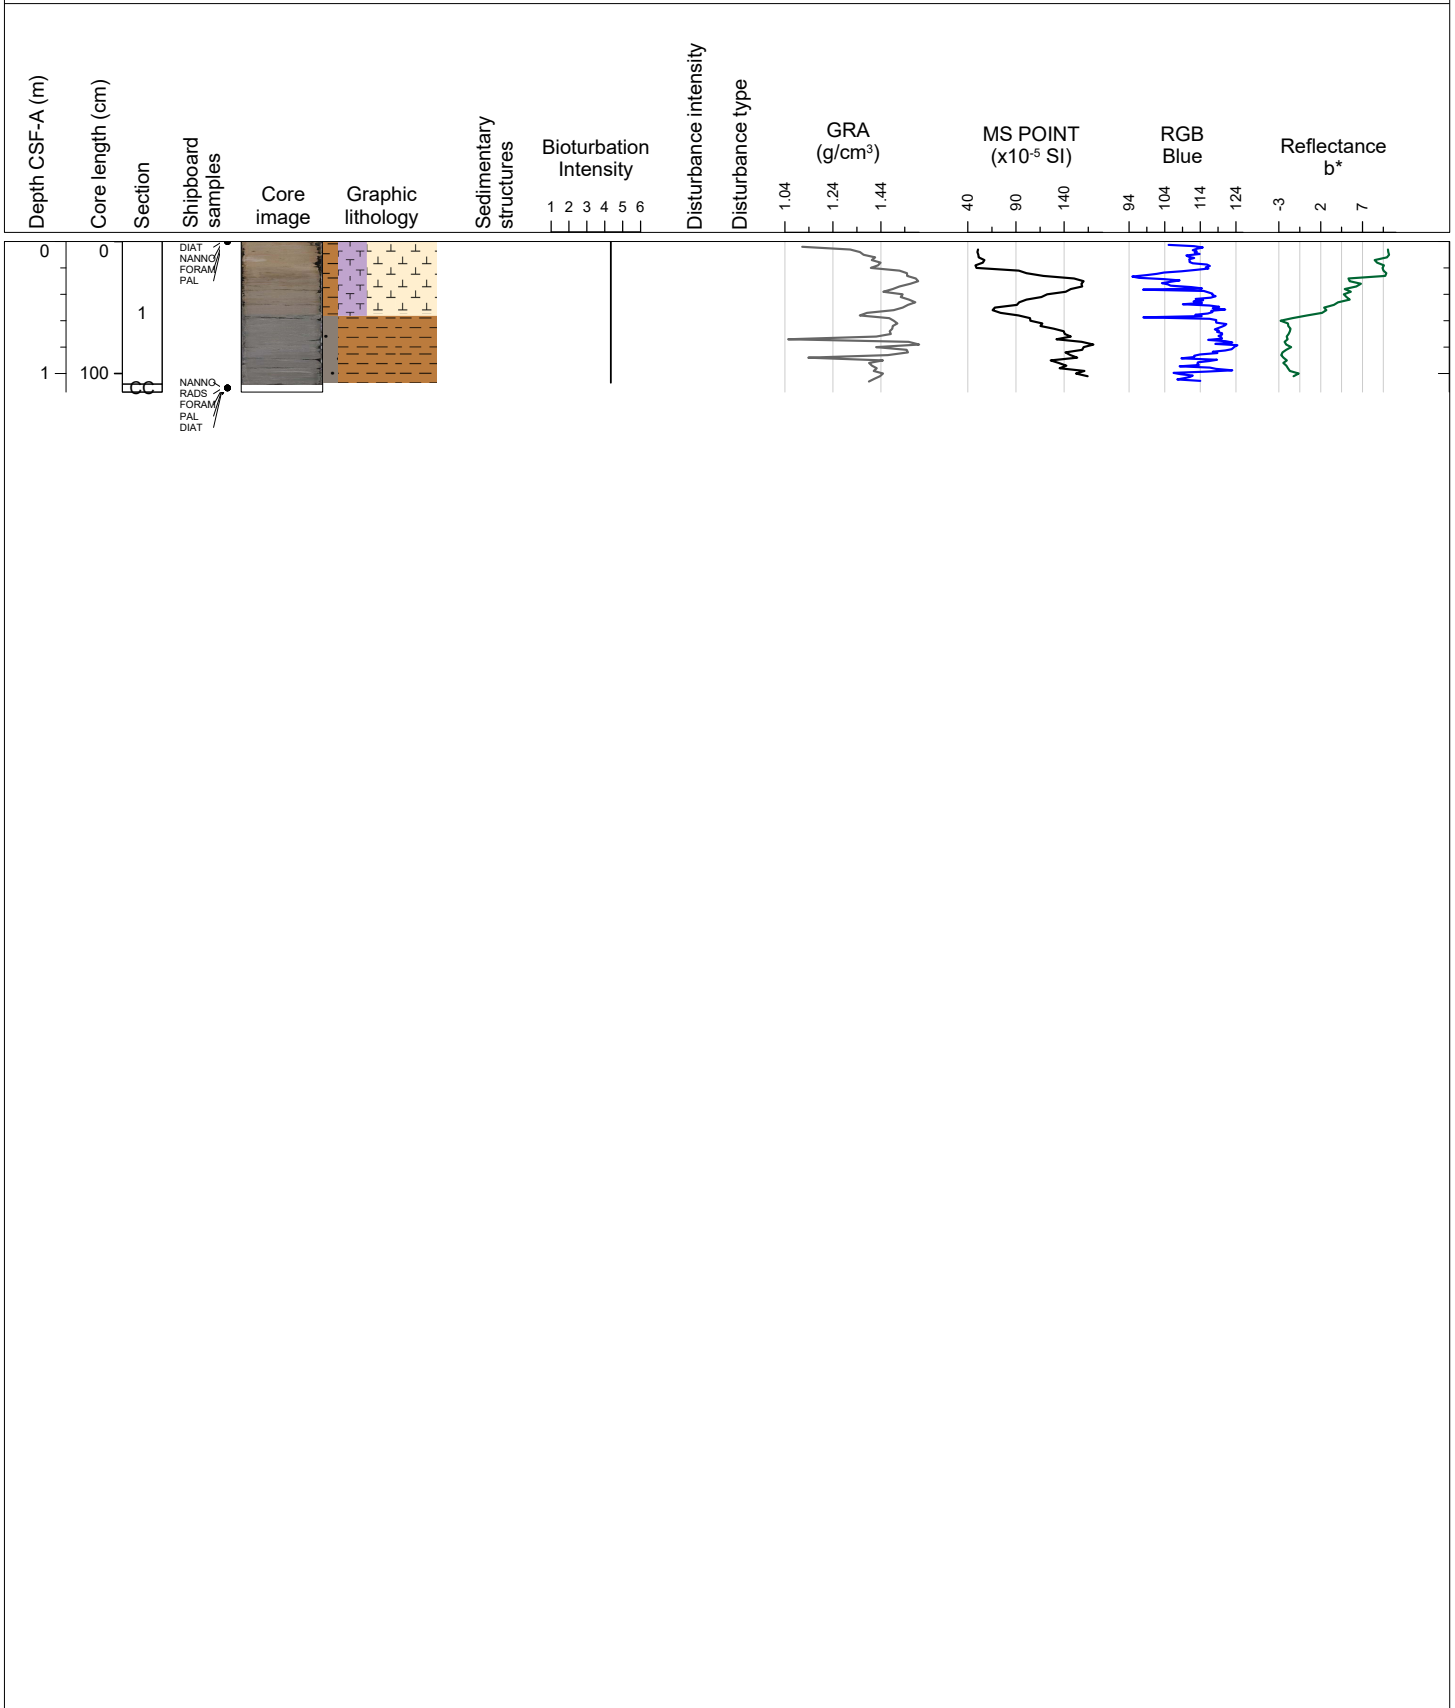 Depth CSF-A (m)
Core length (cm)
Section
Shipboard
samples
Core
image
Graphic
lithology
Sedimentary
structures
Bioturbation
Intensity
1 2 3 4 5 6
Disturbance intensity
Disturbance type
GRA
(g/cm³)
1.04 1.24 1.44
MS POINT
(x10⁻⁵ SI)
40 90 140
RGB
Blue
94 104 114 124
Reflectance
b*
-3 2 7
0 0
DIAT
NANNO
FORAM
PAL
1
1 100
CC
NANNO
RADS
FORAM
PAL
DIAT